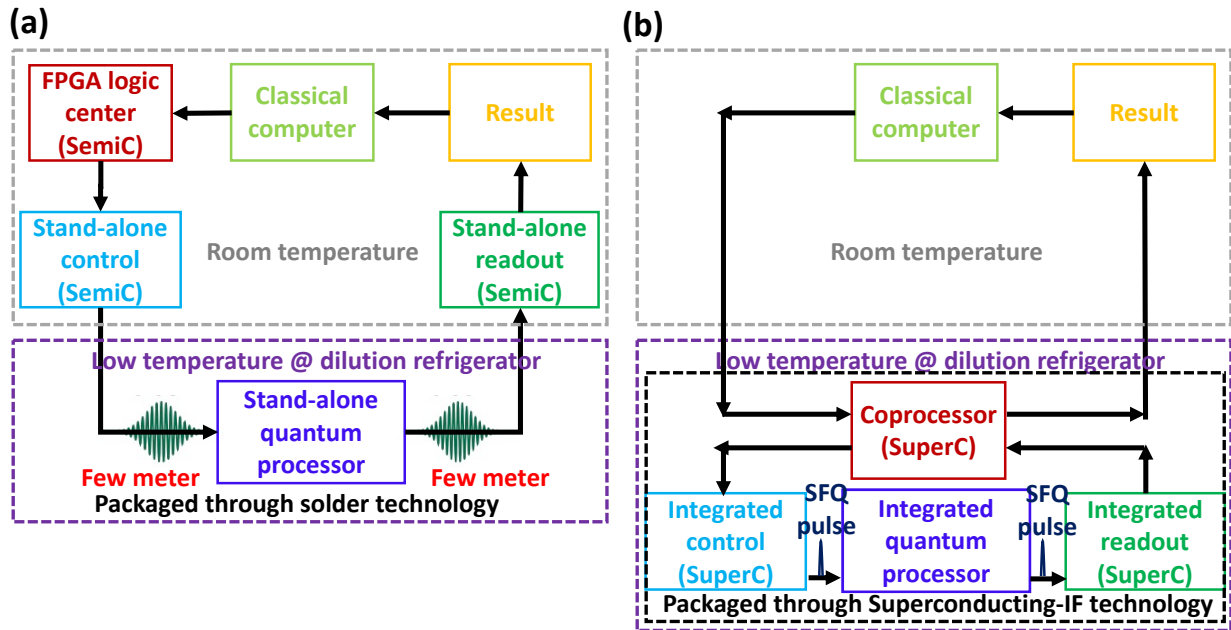 (a)
FPGA logic
center
(SemiC)
Classical
computer
Result
Stand-alone
control
(SemiC)
Room temperature
Stand-alone
readout
(SemiC)
Low temperature @ dilution refrigerator
Stand-alone
quantum
processor
Few meter
Few meter
Packaged through solder technology
(b)
Classical
computer
Result
Room temperature
Low temperature @ dilution refrigerator
Coprocessor
(SuperC)
Integrated
control
(SuperC)
SFQ
pulse
Integrated
quantum
processor
SFQ
pulse
Integrated
readout
(SuperC)
Packaged through Superconducting-IF technology